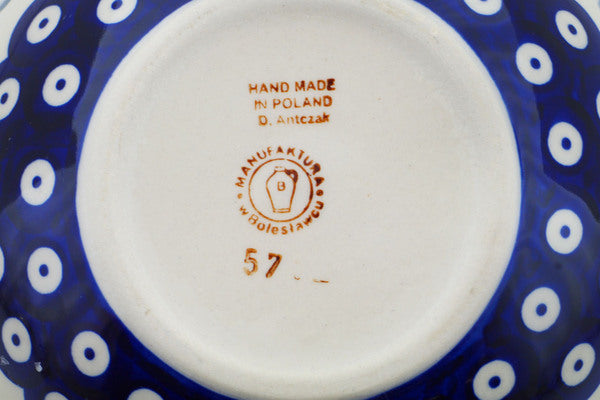 HAND MADE
IN POLAND
D. Antczak
MANUFAKTURA
B
w Bolesławcu
57